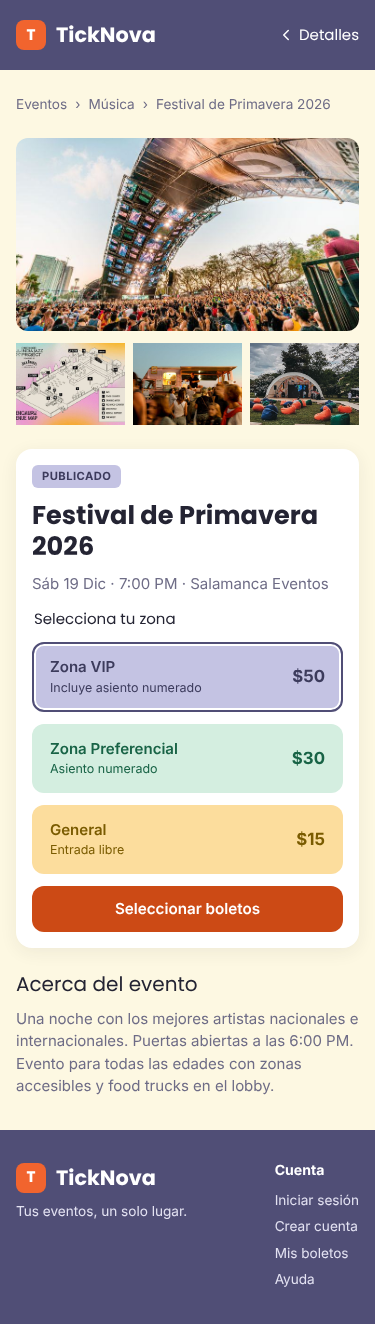 T TickNova
Detalles
Eventos › Música › Festival de Primavera 2026
PUBLICADO
Festival de Primavera
2026
Sáb 19 Dic · 7:00 PM · Salamanca Eventos
Selecciona tu zona
Zona VIP
Incluye asiento numerado
$50
Zona Preferencial
Asiento numerado
$30
General
Entrada libre
$15
Seleccionar boletos
Acerca del evento
Una noche con los mejores artistas nacionales e
internacionales. Puertas abiertas a las 6:00 PM.
Evento para todas las edades con zonas
accesibles y food trucks en el lobby.
T TickNova
Tus eventos, un solo lugar.
Cuenta
Iniciar sesión
Crear cuenta
Mis boletos
Ayuda